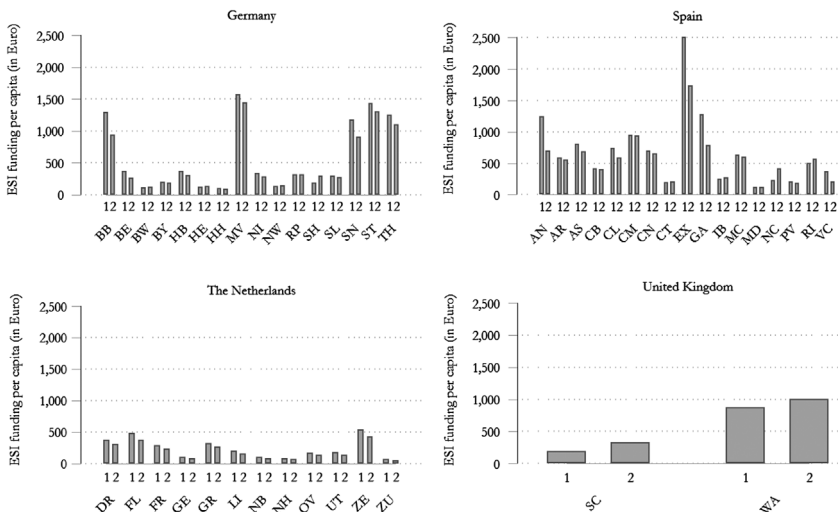 Germany
ESI funding per capita (in Euro)
2,500
2,000
1,500
1,000
500
0
12 12 12 12 12 12 12 12 12 12 12 12 12 12 12 12
BB BE BW BY HB HE HH MV NI NW RP SH SL SN ST TH
Spain
ESI funding per capita (in Euro)
2,500
2,000
1,500
1,000
500
0
12 12 12 12 12 12 12 12 12 12 12 12 12 12 12 12 12 12
AN AR AS CB CL CM CN CT EX GA IB MC MD NC PV RI VC
The Netherlands
ESI funding per capita (in Euro)
2,500
2,000
1,500
1,000
500
0
12 12 12 12 12 12 12 12 12 12 12 12
DR FL FR GE GR LI NB NH OV UT ZE ZU
United Kingdom
ESI funding per capita (in Euro)
2,500
2,000
1,500
1,000
500
0
1 2 1 2
SC WA